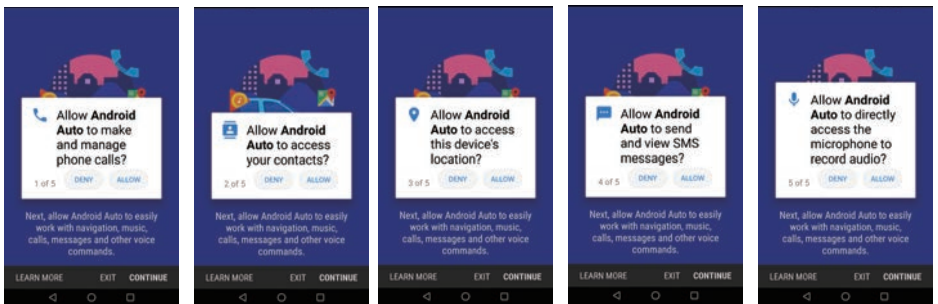 Allow Android
Auto to make
and manage
phone calls?
1 of 5
DENY
ALLOW
Next, allow Android Auto to easily
work with navigation, music,
calls, messages and other voice
commands.
LEARN MORE
EXIT
CONTINUE
Allow Android
Auto to access
your contacts?
2 of 5
DENY
ALLOW
Next, allow Android Auto to easily
work with navigation, music,
calls, messages and other voice
commands.
LEARN MORE
EXIT
CONTINUE
Allow Android
Auto to access
this device's
location?
3 of 5
DENY
ALLOW
Next, allow Android Auto to easily
work with navigation, music,
calls, messages and other voice
commands.
LEARN MORE
EXIT
CONTINUE
Allow Android
Auto to send
and view SMS
messages?
4 of 5
DENY
ALLOW
Next, allow Android Auto to easily
work with navigation, music,
calls, messages and other voice
commands.
LEARN MORE
EXIT
CONTINUE
Allow Android
Auto to directly
access the
microphone to
record audio?
5 of 5
DENY
ALLOW
Next, allow Android Auto to easily
work with navigation, music,
calls, messages and other voice
commands.
LEARN MORE
EXIT
CONTINUE